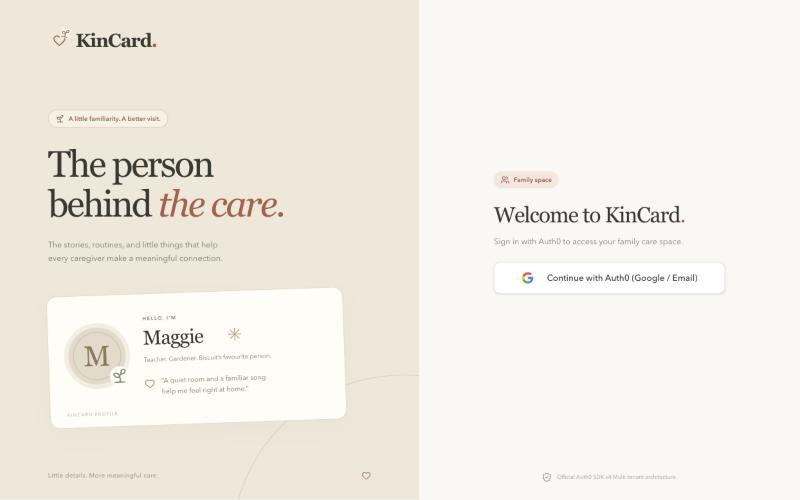 KinCard.
A little familiarity. A better visit.
The person
behind the care.
The stories, routines, and little things that help
every caregiver make a meaningful connection.
HELLO, I'M
Maggie
Teacher. Gardener. Biscuit's favourite person.
M
"A quiet room and a familiar song
help me feel right at home."
KINCARD PROFILE
Little details. More meaningful care.
Family space
Welcome to KinCard.
Sign in with Auth0 to access your family care space.
Continue with Auth0 (Google / Email)
Official Auth0 SDK v4 Multi-tenant architecture.